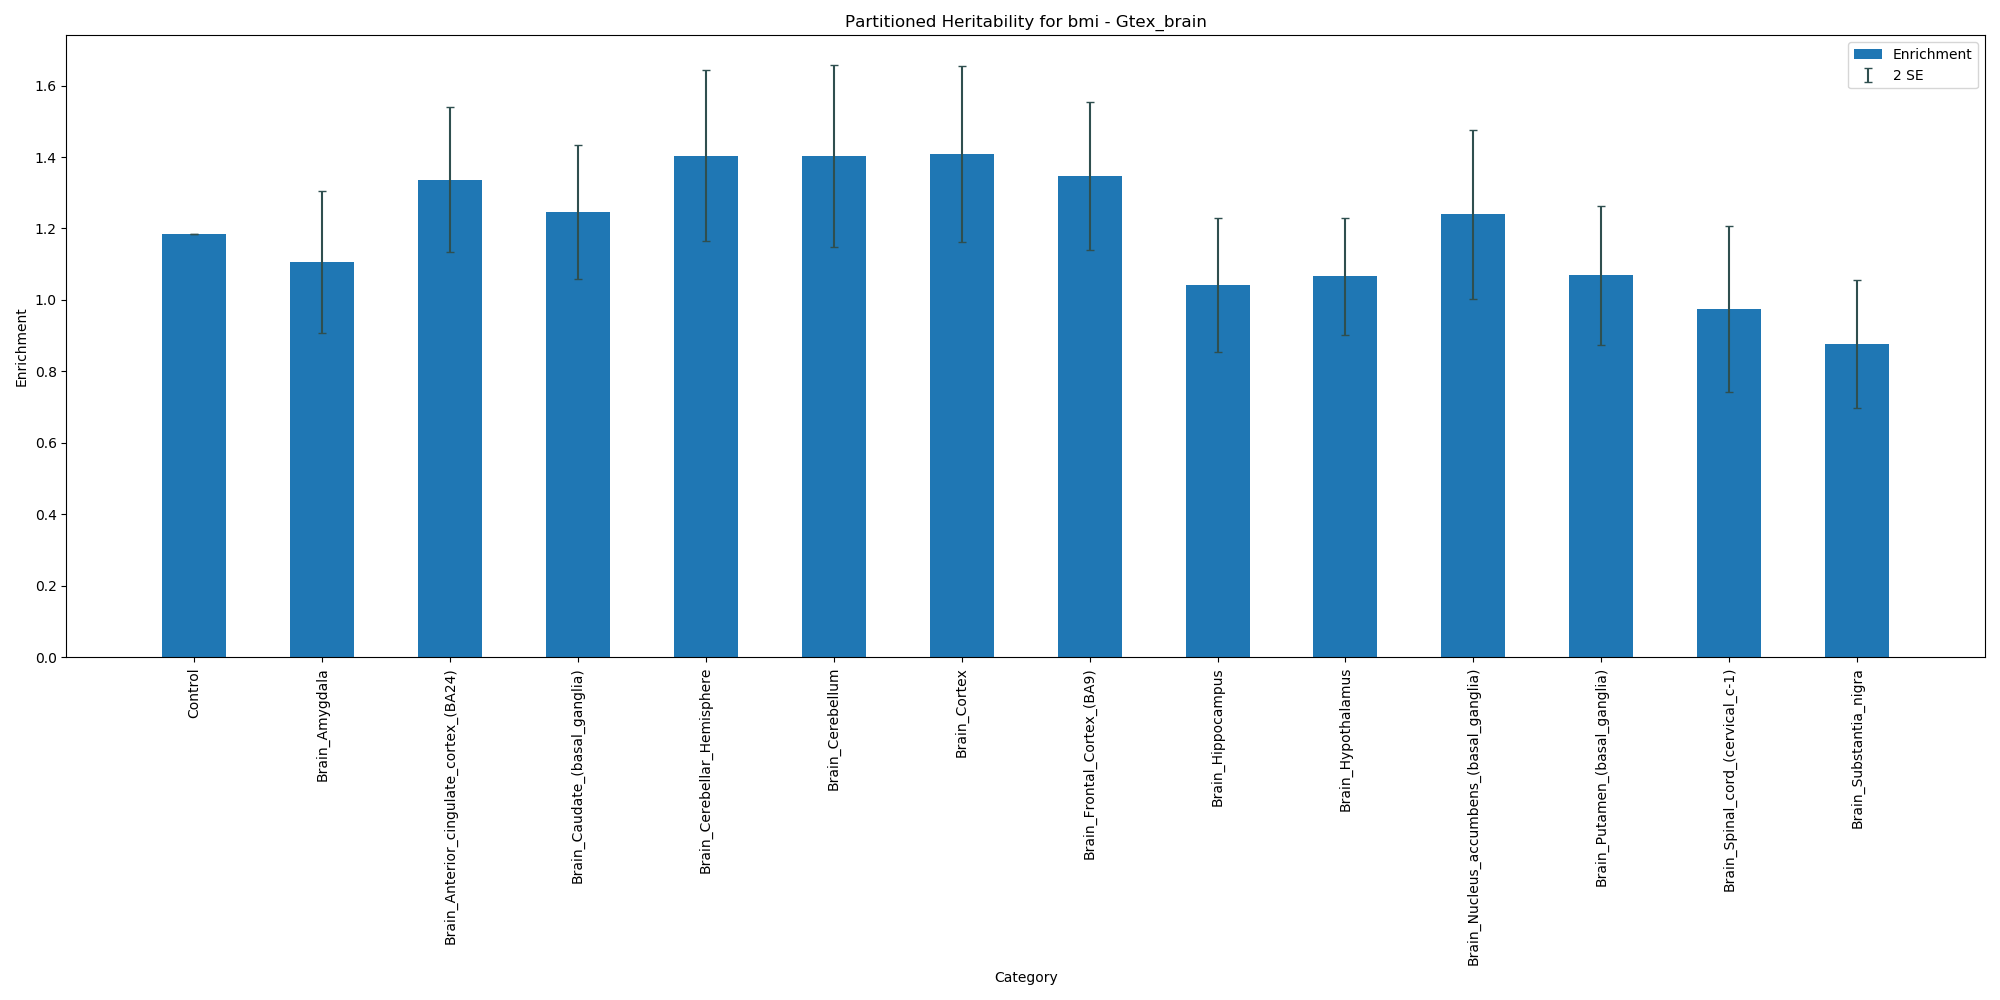 Partitioned Heritability for bmi - Gtex_brain
Enrichment
2 SE
Enrichment
1.6
1.4
1.2
1.0
0.8
0.6
0.4
0.2
0.0
Control
Brain_Amygdala
Brain_Anterior_cingulate_cortex_(BA24)
Brain_Caudate_(basal_ganglia)
Brain_Cerebellar_Hemisphere
Brain_Cerebellum
Brain_Cortex
Brain_Frontal_Cortex_(BA9)
Brain_Hippocampus
Brain_Hypothalamus
Brain_Nucleus_accumbens_(basal_ganglia)
Brain_Putamen_(basal_ganglia)
Brain_Spinal_cord_(cervical_c-1)
Brain_Substantia_nigra
Category